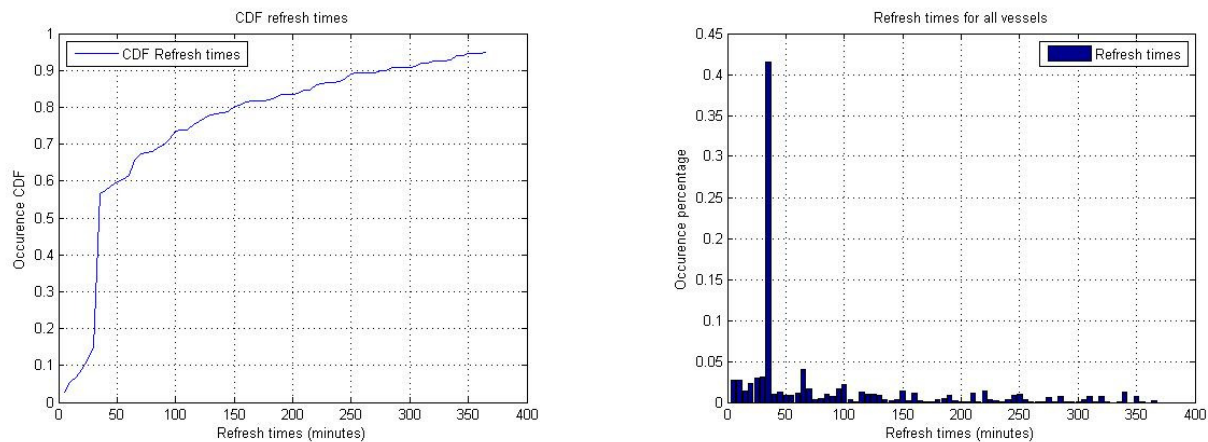 CDF refresh times
CDF Refresh times
1
0.9
0.8
0.7
0.6
0.5
0.4
0.3
0.2
0.1
0
Occurence CDF
0 50 100 150 200 250 300 350 400
Refresh times (minutes)
Refresh times for all vessels
Refresh times
0.45
0.4
0.35
0.3
0.25
0.2
0.15
0.1
0.05
0
Occurence percentage
0 50 100 150 200 250 300 350 400
Refresh times (minutes)